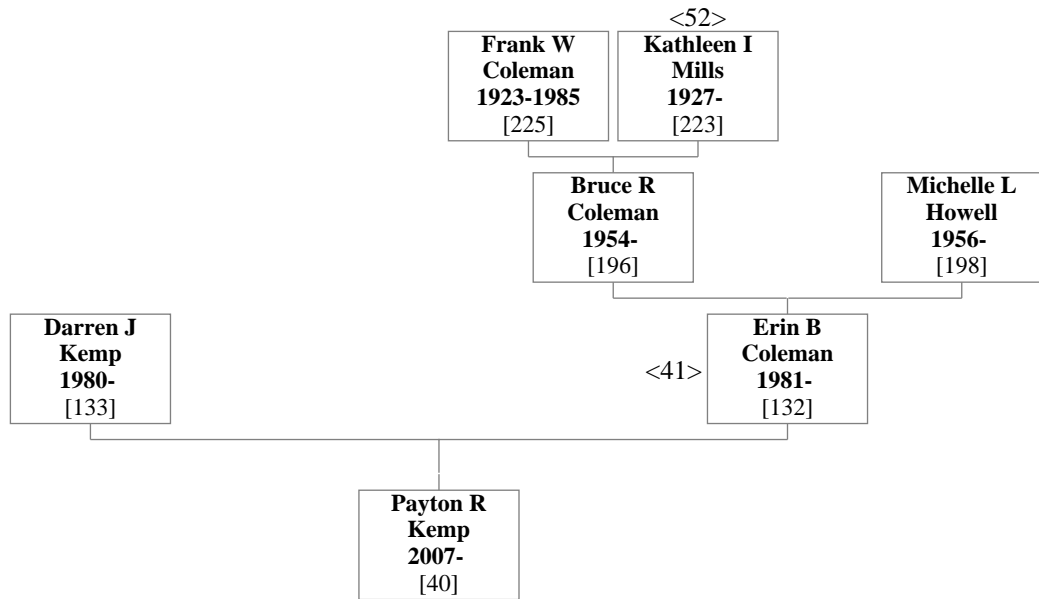 <52>
Frank W
Coleman
1923-1985
[225]
Kathleen I
Mills
1927-
[223]
Bruce R
Coleman
1954-
[196]
Michelle L
Howell
1956-
[198]
Darren J
Kemp
1980-
[133]
<41>
Erin B
Coleman
1981-
[132]
Payton R
Kemp
2007-
[40]